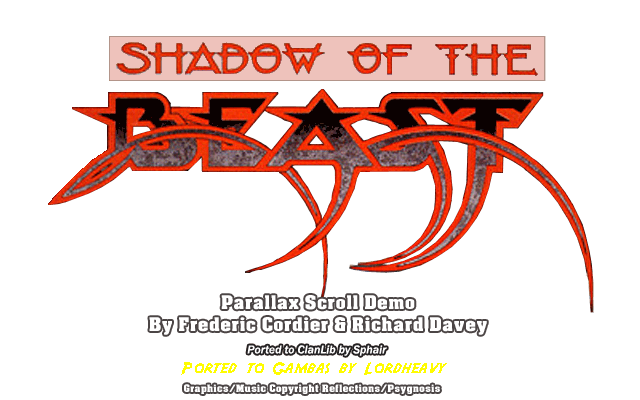 SHADOW OF THE
BEAST
Parallax Scroll Demo
By Frederic Cordier & Richard Davey
Ported to ClanLib by Sphair
PORTED TO GAMBAS BY LORDHEAVY
Graphics/Music Copyright Reflections/Psygnosis